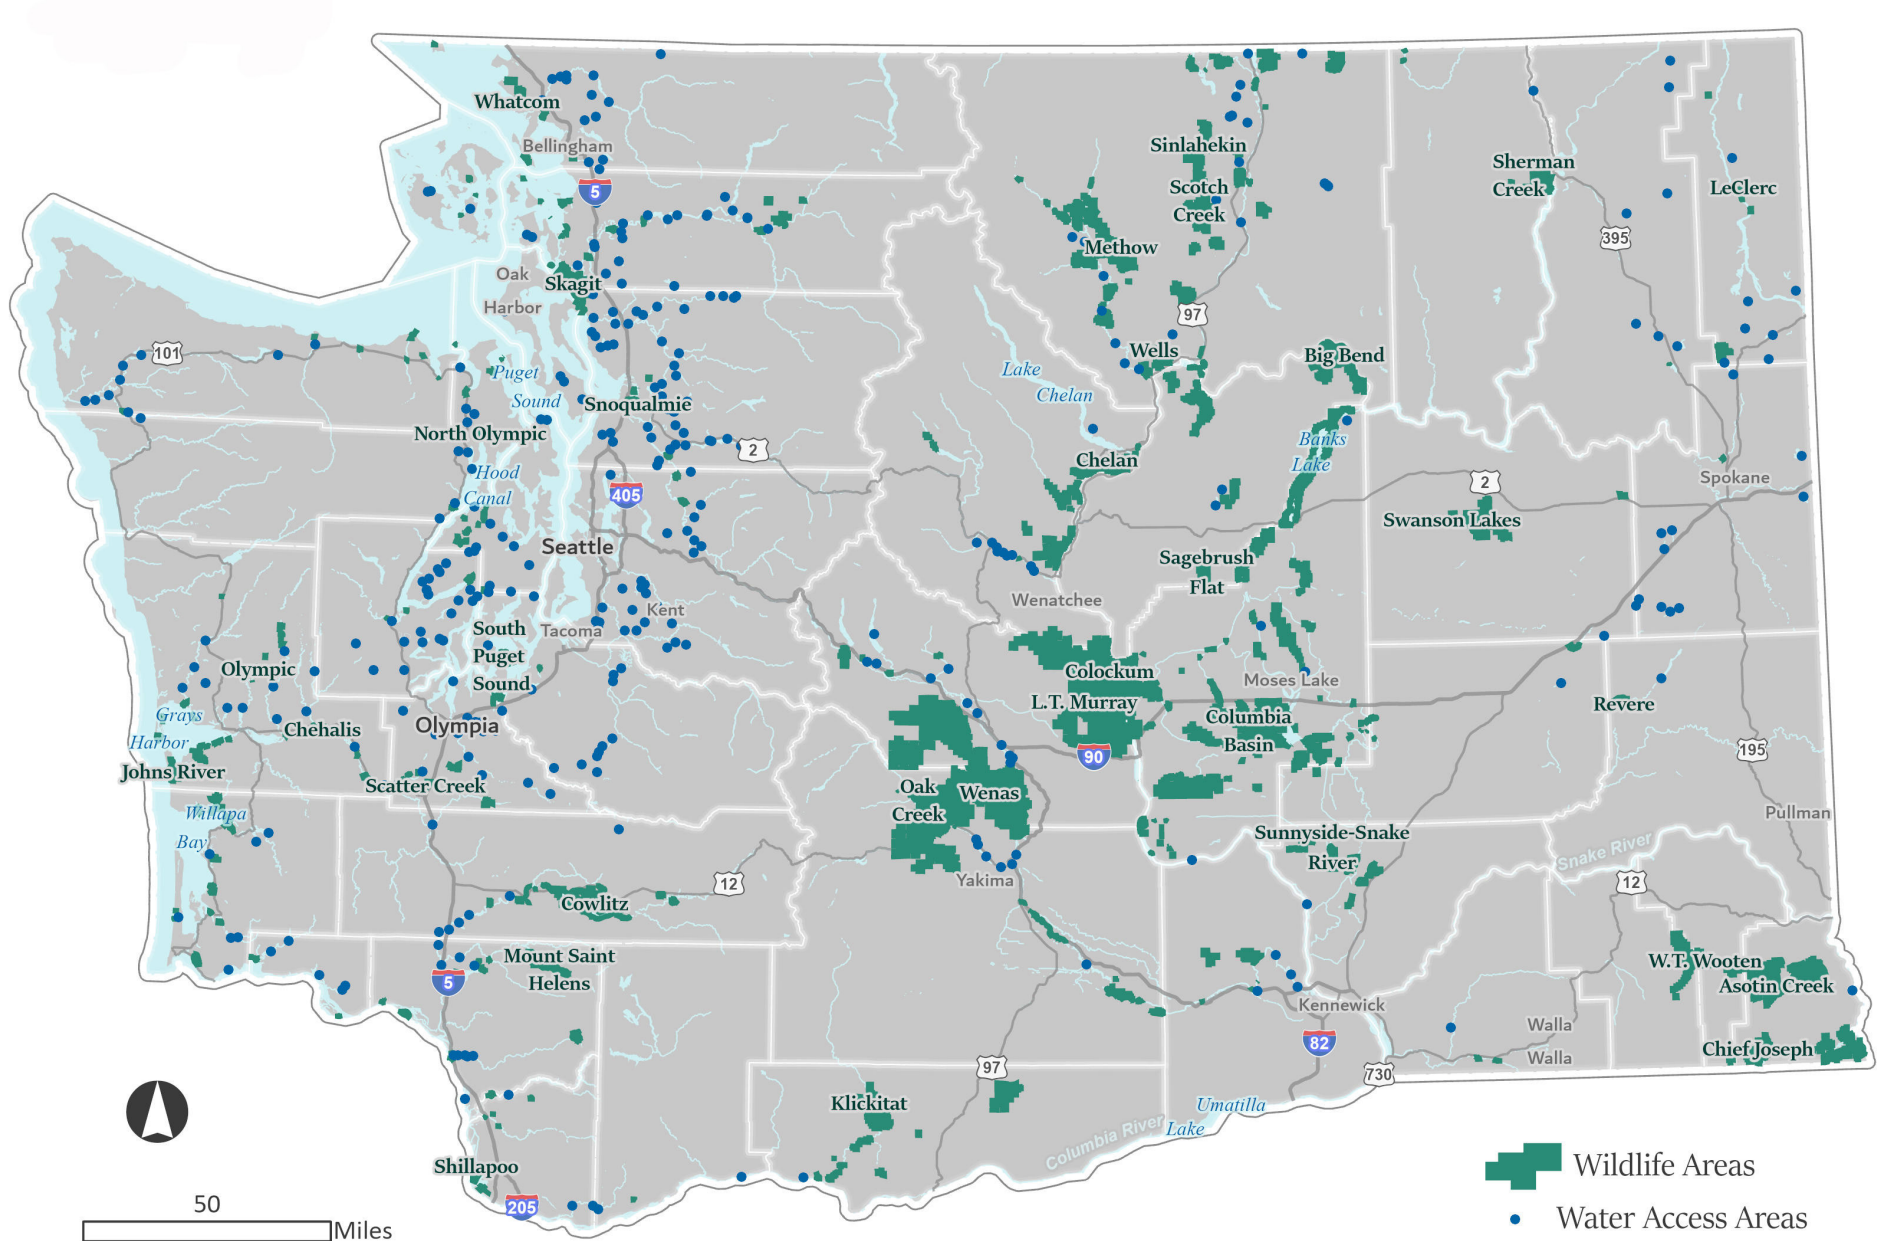 Whatcom
Bellingham
5
Sinlahekin
Scotch
Creek
Sherman
Creek
LeClerc
395
Methow
Oak
Harbor
Skagit
97
101
Puget
Sound
Snoqualmie
Lake
Chelan
Wells
Big Bend
North Olympic
Hood
Canal
2
405
Chelan
Banks
Lake
2
Spokane
Swanson Lakes
Seattle
Sagebrush
Flat
Wenatchee
Kent
Tacoma
South
Puget
Sound
Olympic
Colockum
L.T. Murray
Moses Lake
Revere
Grays
Harbor
Chehalis
Olympia
Columbia
Basin
90
195
Johns River
Scatter Creek
Oak
Creek
Wenas
Willapa
Bay
Sunnyside-Snake
River
Pullman
Snake River
12
Yakima
12
Cowlitz
Mount Saint
Helens
5
W.T. Wooten
Asotin Creek
Kennewick
82
Walla
Walla
Chief Joseph
730
97
Klickitat
Umatilla
Lake
Columbia River
Shillapoo
205
50
Miles
Wildlife Areas
Water Access Areas